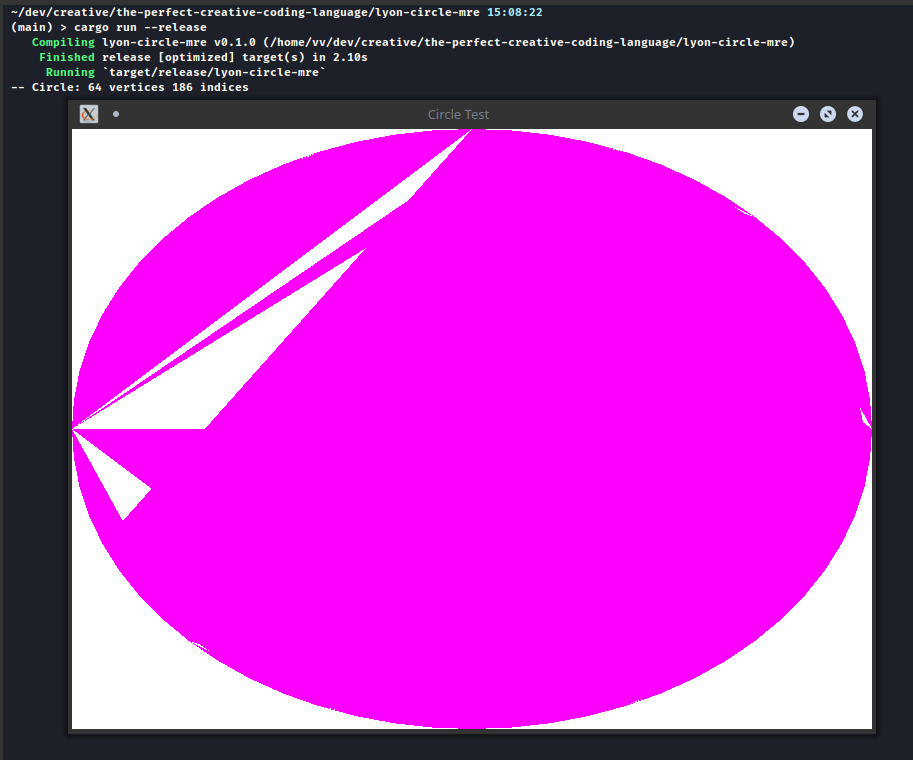 ~/dev/creative/the-perfect-creative-coding-language/lyon-circle-mre 15:08:22
(main) > cargo run --release
Compiling lyon-circle-mre v0.1.0 (/home/vv/dev/creative/the-perfect-creative-coding-language/lyon-circle-mre)
Finished release [optimized] target(s) in 2.10s
Running `target/release/lyon-circle-mre`
-- Circle: 64 vertices 186 indices
Circle Test